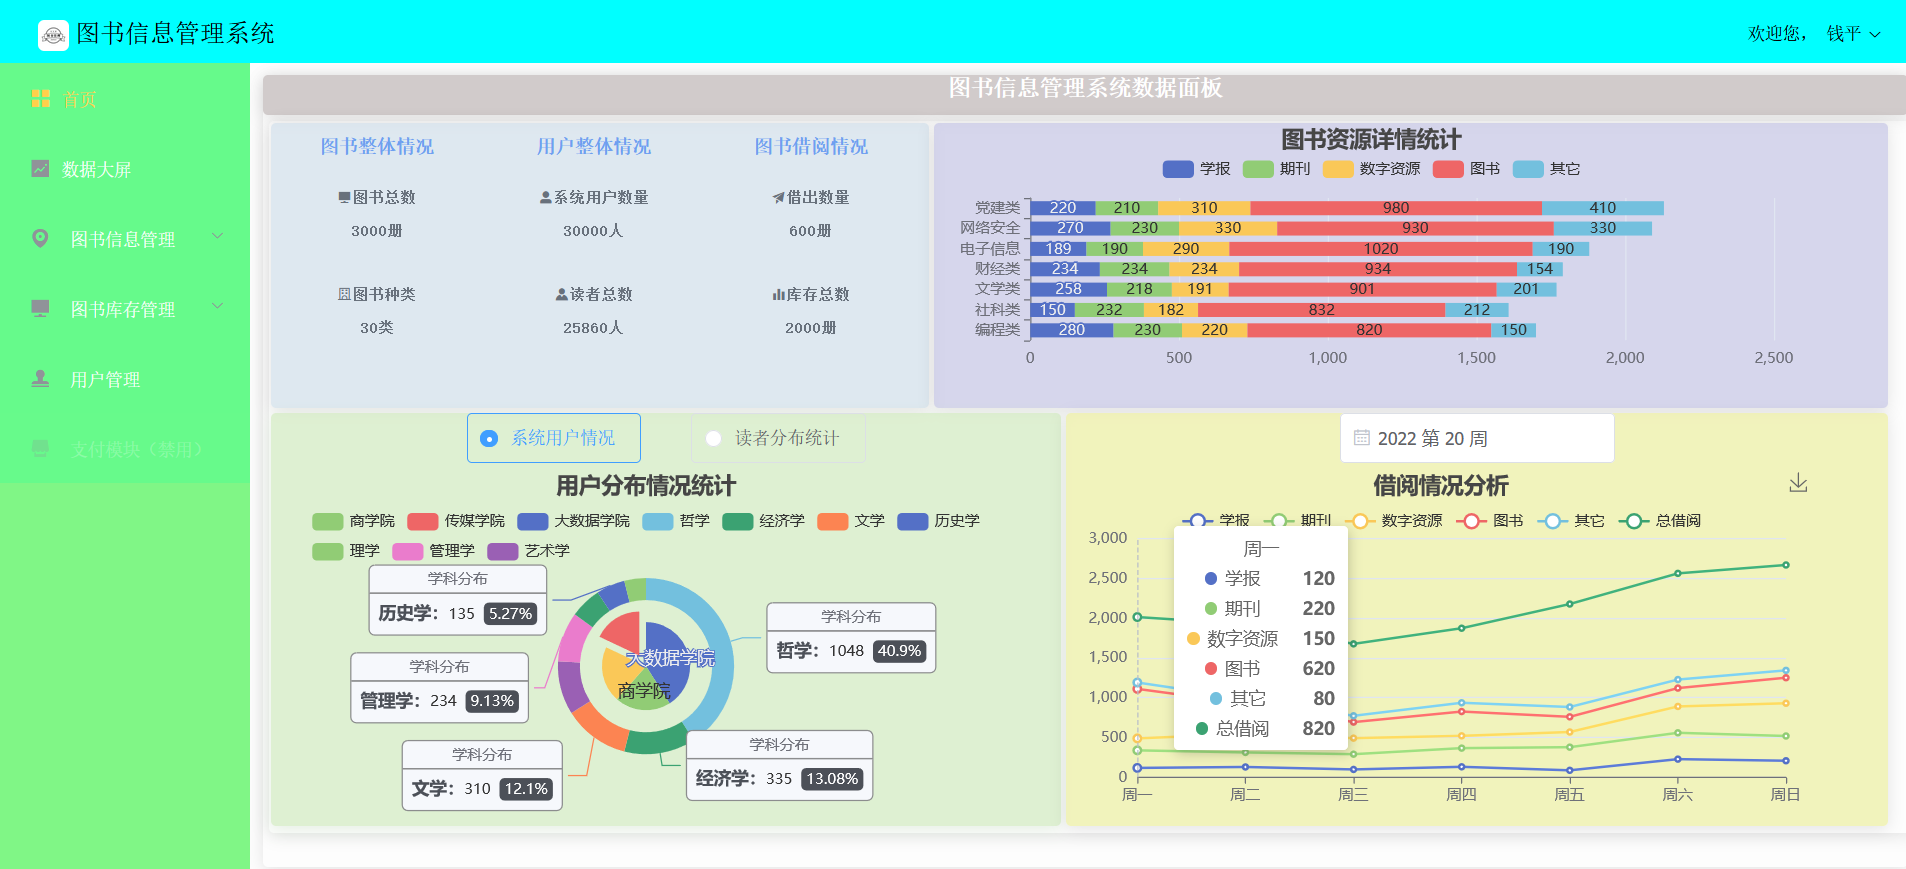 图书信息管理系统
欢迎您， 钱平
首页
数据大屏
图书信息管理
图书库存管理
用户管理
支付模块（禁用）
图书信息管理系统数据面板
图书整体情况 用户整体情况 图书借阅情况
图书总数 系统用户数量 借出数量
3000册 30000人 600册
图书种类 读者总数 库存总数
30类 25860人 2000册
图书资源详情统计
学报 期刊 数字资源 图书 其它
党建类 220 210 310 980 410
网络安全 270 230 330 930 330
电子信息 189 190 290 1020 190
财经类 234 234 234 934 154
文学类 258 218 191 901 201
社科类 150 232 182 832 212
编程类 280 230 220 820 150
0 500 1,000 1,500 2,000 2,500
系统用户情况 读者分布统计
用户分布情况统计
商学院 传媒学院 大数据学院 哲学 经济学 文学 历史学
理学 管理学 艺术学
学科分布
历史学： 135 5.27%
学科分布
哲学： 1048 40.9%
学科分布
管理学： 234 9.13%
大数据学院
商学院
学科分布
文学： 310 12.1%
学科分布
经济学： 335 13.08%
2022 第 20 周
借阅情况分析
学报 期刊 数字资源 图书 其它 总借阅
3,000
2,500
2,000
1,500
1,000
500
0
周一
学报 120
期刊 220
数字资源 150
图书 620
其它 80
总借阅 820
周一 周二 周三 周四 周五 周六 周日